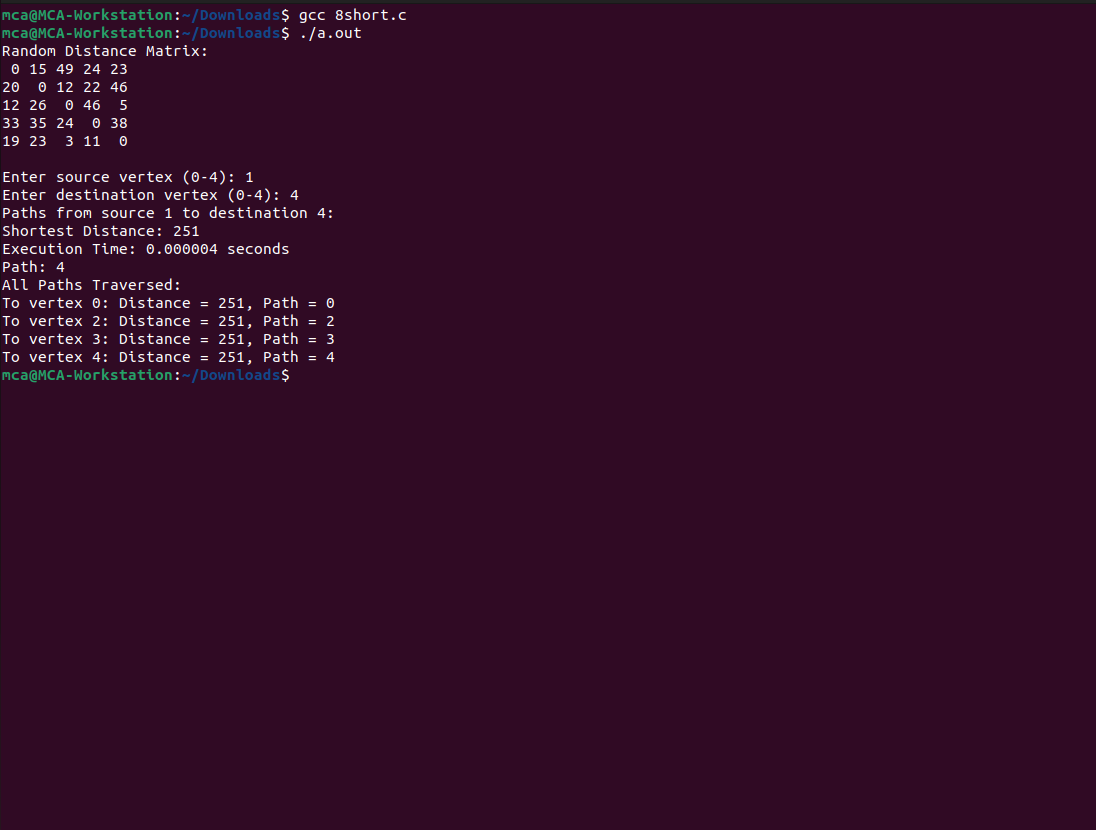 mca@MCA-Workstation:~/Downloads$ gcc 8short.c
mca@MCA-Workstation:~/Downloads$ ./a.out
Random Distance Matrix:
 0 15 49 24 23
20  0 12 22 46
12 26  0 46  5
33 35 24  0 38
19 23  3 11  0

Enter source vertex (0-4): 1
Enter destination vertex (0-4): 4
Paths from source 1 to destination 4:
Shortest Distance: 251
Execution Time: 0.000004 seconds
Path: 4
All Paths Traversed:
To vertex 0: Distance = 251, Path = 0
To vertex 2: Distance = 251, Path = 2
To vertex 3: Distance = 251, Path = 3
To vertex 4: Distance = 251, Path = 4
mca@MCA-Workstation:~/Downloads$